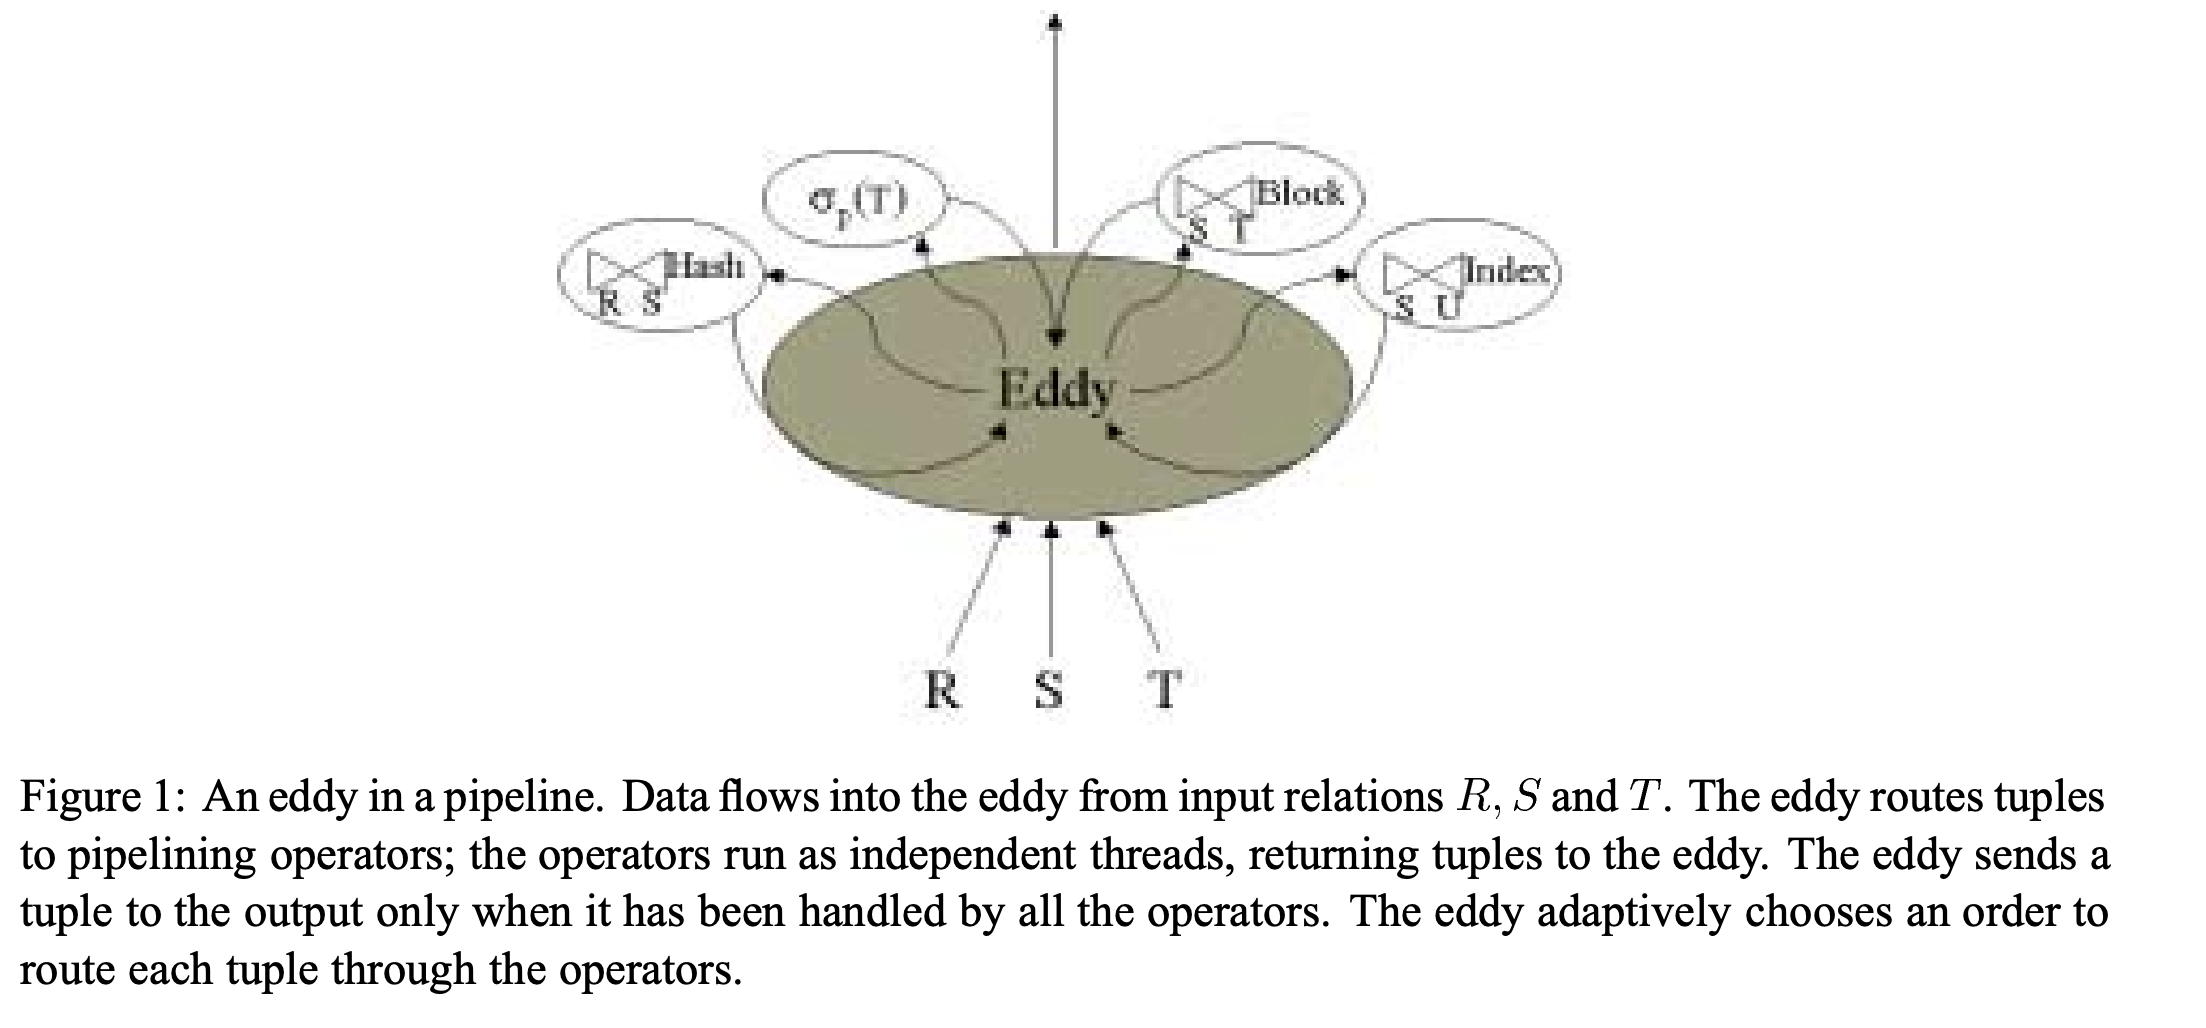 σp(T)
Block
S T
Hash
R S
Index
S U
Eddy
R S T
Figure 1: An eddy in a pipeline. Data flows into the eddy from input relations R, S and T. The eddy routes tuples
to pipelining operators; the operators run as independent threads, returning tuples to the eddy. The eddy sends a
tuple to the output only when it has been handled by all the operators. The eddy adaptively chooses an order to
route each tuple through the operators.